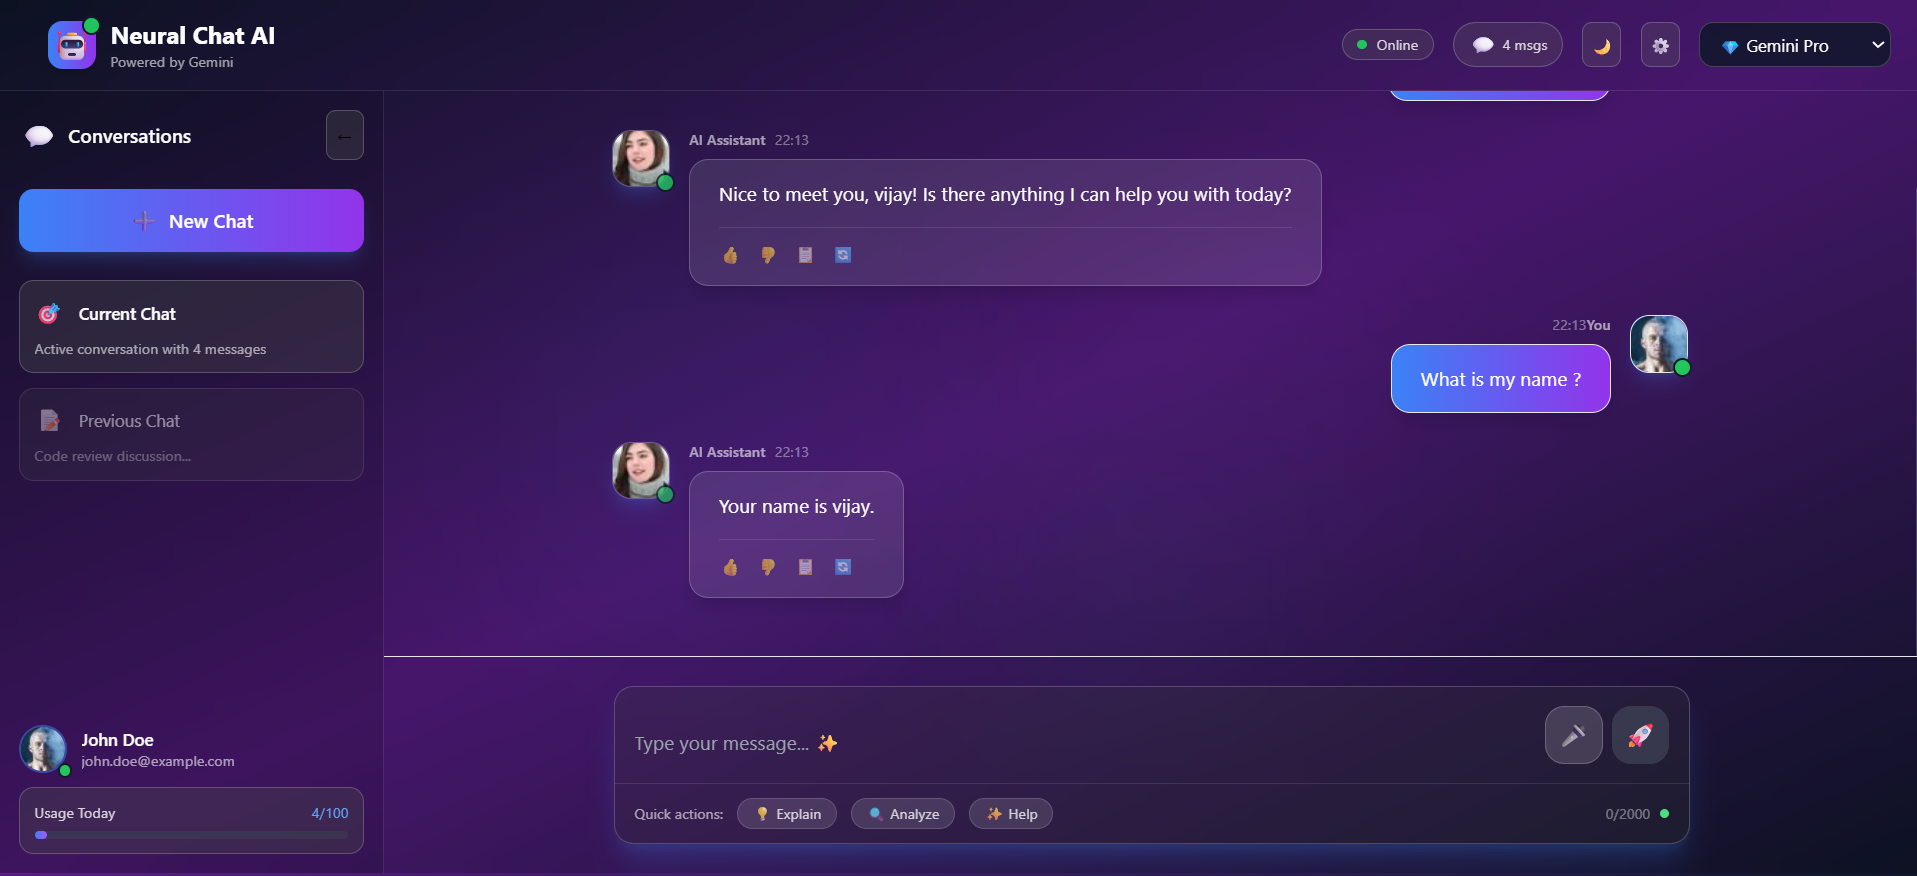 Neural Chat AI
Powered by Gemini
Online
4 msgs
Gemini Pro
Conversations
←
New Chat
Current Chat
Active conversation with 4 messages
Previous Chat
Code review discussion...
John Doe
john.doe@example.com
Usage Today
4/100
AI Assistant 22:13
Nice to meet you, vijay! Is there anything I can help you with today?
22:13You
What is my name ?
AI Assistant 22:13
Your name is vijay.
Type your message... ✨
Quick actions:
Explain
Analyze
Help
0/2000